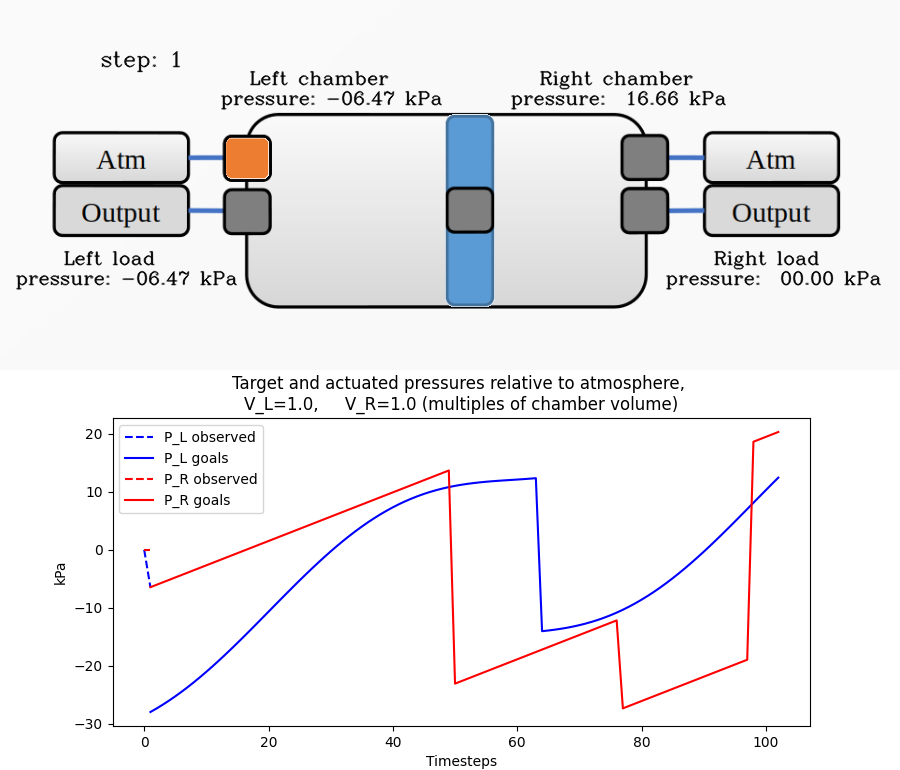 step: 1
Left chamber
pressure: −06.47 kPa
Right chamber
pressure:  16.66 kPa
Atm
Output
Atm
Output
Left load
pressure: −06.47 kPa
Right load
pressure:  00.00 kPa
Target and actuated pressures relative to atmosphere,
V_L=1.0,     V_R=1.0 (multiples of chamber volume)
P_L observed
P_L goals
P_R observed
P_R goals
kPa
20
10
0
−10
−20
−30
0 20 40 60 80 100
Timesteps